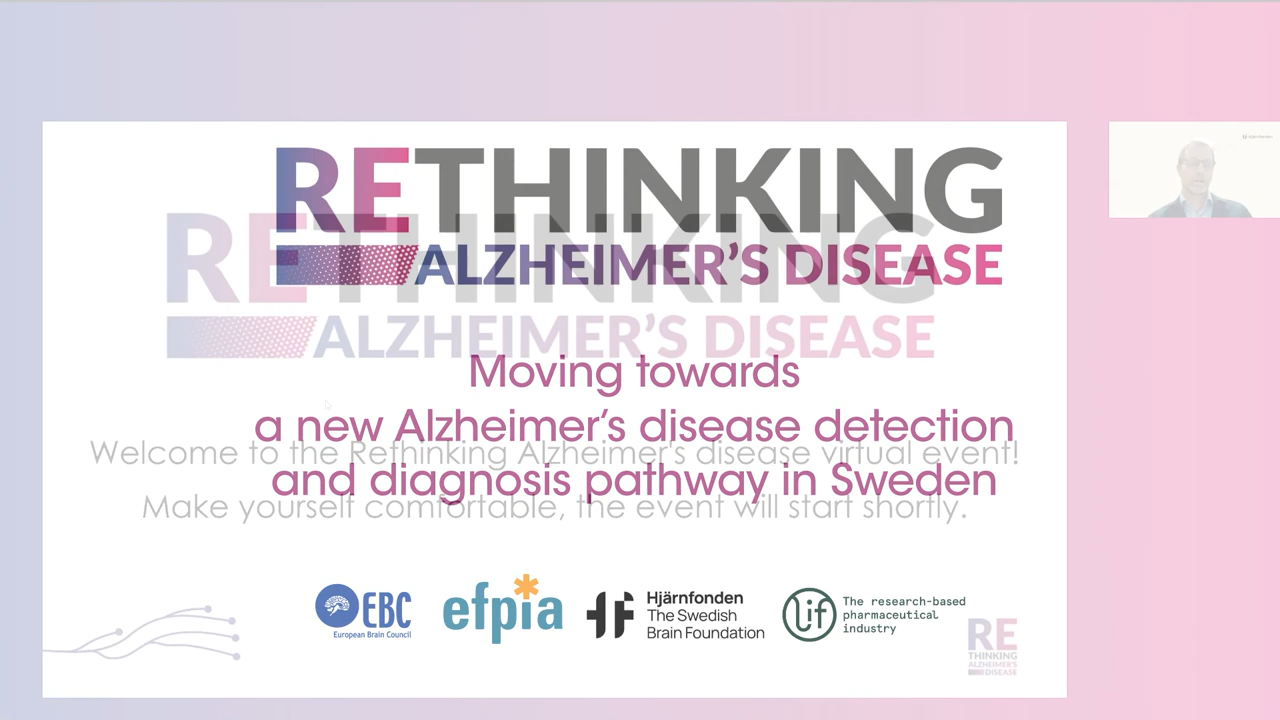 RETHINKING
ALZHEIMER'S DISEASE
RETHINKING
ALZHEIMER'S DISEASE
Moving towards
a new Alzheimer's disease detection
and diagnosis pathway in Sweden
Welcome to the Rethinking Alzheimer's disease virtual event!
Make yourself comfortable, the event will start shortly.
EBC
European Brain Council
efpia
Hjärnfonden
The Swedish
Brain Foundation
lif
The research-based
pharmaceutical
industry
RE
THINKING
ALZHEIMER'S
DISEASE
Hjärnfonden